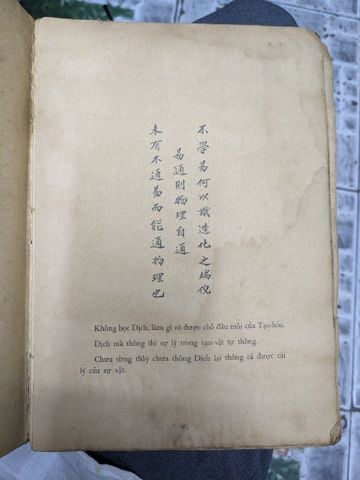 不學易何以識造化之端倪
易通則物理自通
未有不通易而能通物理也
Không học Dịch, làm gì rõ được chỗ đầu mối của Tạo-hóa.
Dịch mà thông thì sự lý trong vạn-vật tự thông.
Chưa từng thấy chưa thông Dịch lại thông cả được cái
lý của sự vật.